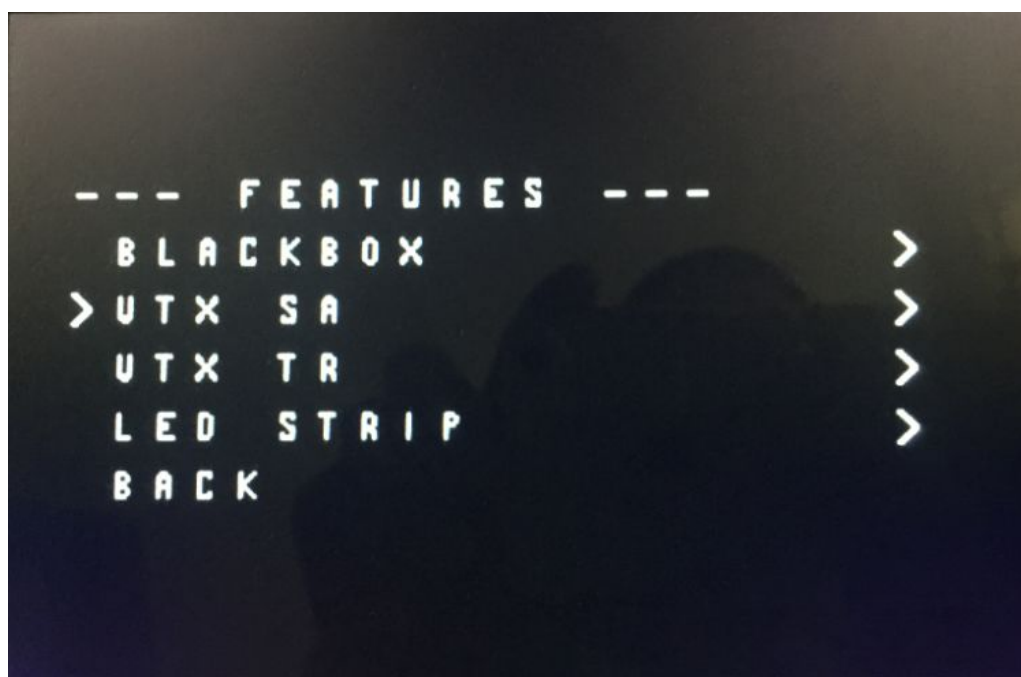 --- FEATURES ---
BLACKBOX >
>VTX SA >
VTX TR >
LED STRIP >
BACK